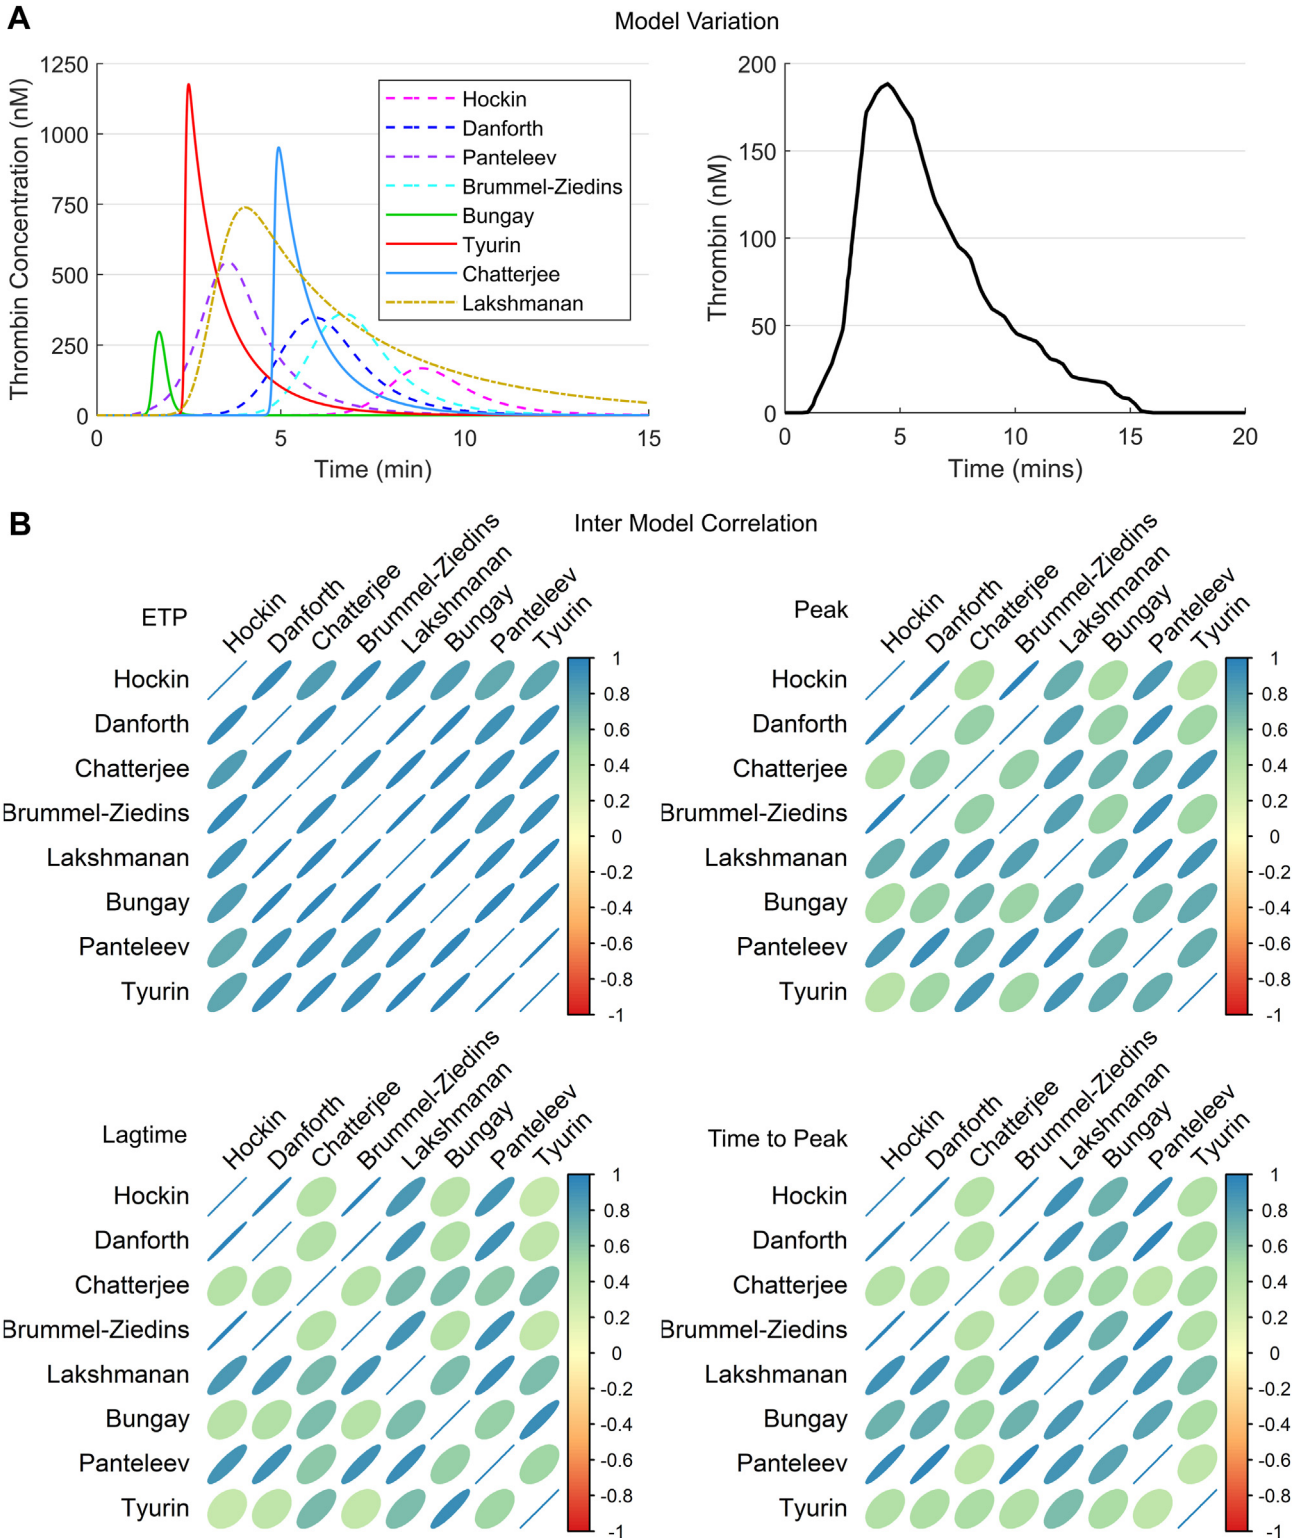 A
Model Variation
Thrombin Concentration (nM)
1250
1000
750
500
250
0
0
5
10
15
Time (min)
Hockin
Danforth
Panteleev
Brummel-Ziedins
Bungay
Tyurin
Chatterjee
Lakshmanan
Thrombin (nM)
200
150
100
50
0
0
5
10
15
20
Time (mins)
B
Inter Model Correlation
ETP
Hockin
Danforth
Chatterjee
Brummel-Ziedins
Lakshmanan
Bungay
Panteleev
Tyurin
Hockin
Danforth
Chatterjee
Brummel-Ziedins
Lakshmanan
Bungay
Panteleev
Tyurin
1
0.8
0.6
0.4
0.2
0
-0.2
-0.4
-0.6
-0.8
-1
Peak
Hockin
Danforth
Chatterjee
Brummel-Ziedins
Lakshmanan
Bungay
Panteleev
Tyurin
Hockin
Danforth
Chatterjee
Brummel-Ziedins
Lakshmanan
Bungay
Panteleev
Tyurin
1
0.8
0.6
0.4
0.2
0
-0.2
-0.4
-0.6
-0.8
-1
Lagtime
Hockin
Danforth
Chatterjee
Brummel-Ziedins
Lakshmanan
Bungay
Panteleev
Tyurin
Hockin
Danforth
Chatterjee
Brummel-Ziedins
Lakshmanan
Bungay
Panteleev
Tyurin
1
0.8
0.6
0.4
0.2
0
-0.2
-0.4
-0.6
-0.8
-1
Time to Peak
Hockin
Danforth
Chatterjee
Brummel-Ziedins
Lakshmanan
Bungay
Panteleev
Tyurin
Hockin
Danforth
Chatterjee
Brummel-Ziedins
Lakshmanan
Bungay
Panteleev
Tyurin
1
0.8
0.6
0.4
0.2
0
-0.2
-0.4
-0.6
-0.8
-1